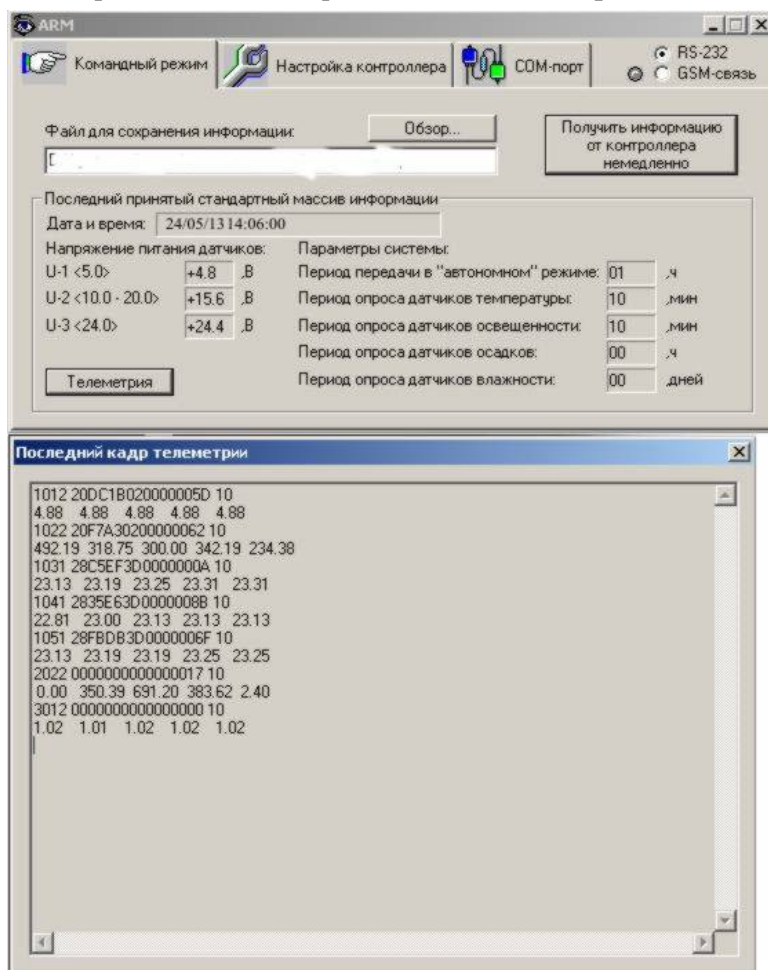 ARM
Командный режим
Настройка контроллера
COM-порт
RS-232
GSM-связь
Файл для сохранения информации:
Обзор...
Получить информацию от контроллера немедленно
Последний принятый стандартный массив информации
Дата и время: 24/05/13 14:06:00
Напряжение питания датчиков: Параметры системы:
U-1 <5.0> +4.8 ,В Период передачи в "автономном" режиме: 01 ,ч
U-2 <10.0 - 20.0> +15.6 ,В Период опроса датчиков температуры: 10 ,мин
U-3 <24.0> +24.4 ,В Период опроса датчиков освещенности: 10 ,мин
Период опроса датчиков осадков: 00 ,ч
Телеметрия Период опроса датчиков влажности: 00 ,дней
Последний кадр телеметрии
1012 20DC1B020000005D 10
4.88 4.88 4.88 4.88 4.88
1022 20F7A30200000062 10
492.19 318.75 300.00 342.19 234.38
1031 28C5EF3D0000000A 10
23.13 23.19 23.25 23.31 23.31
1041 2835E63D0000008B 10
22.81 23.00 23.13 23.13 23.13
1051 28FBDB3D0000006F 10
23.13 23.19 23.19 23.25 23.25
2022 0000000000000017 10
0.00 350.39 691.20 383.62 2.40
3012 0000000000000000 10
1.02 1.01 1.02 1.02 1.02